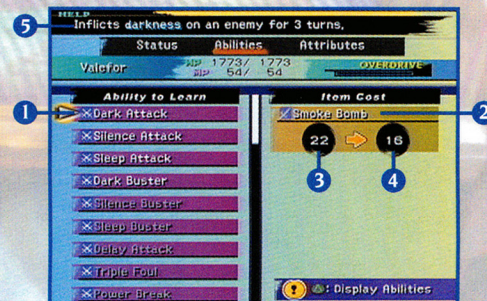 HELP
5 Inflicts darkness on an enemy for 3 turns.
Status Abilities Attributes
Valefor HP 1773/ 1773 OVERDRIVE
MP 54/ 54
Ability to Learn Item Cost
1 Dark Attack Smoke Bomb 2
Silence Attack 22 16
Sleep Attack 3 4
Dark Buster
Silence Buster
Sleep Buster
Delay Attack
Triple Foul
Power Break : Display Abilities